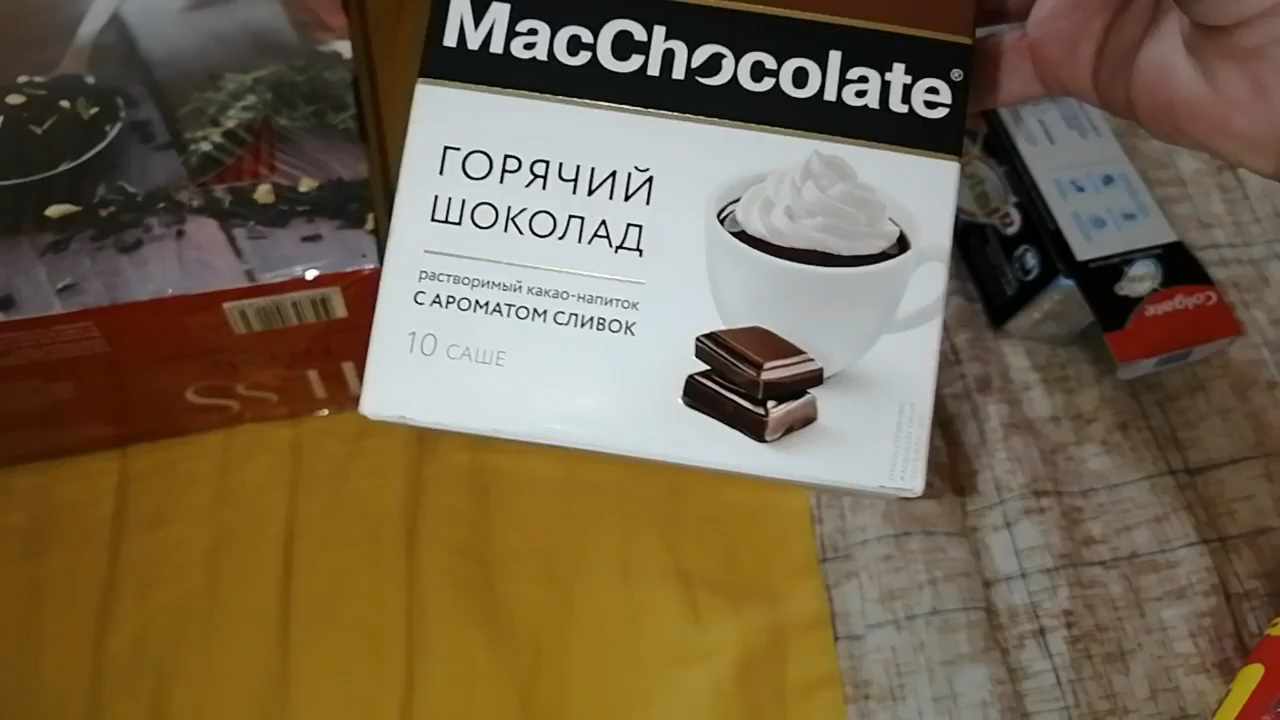 MacChocolate®
ГОРЯЧИЙ
ШОКОЛАД
растворимый какао-напиток
С АРОМАТОМ СЛИВОК
10 САШЕ
Colgate